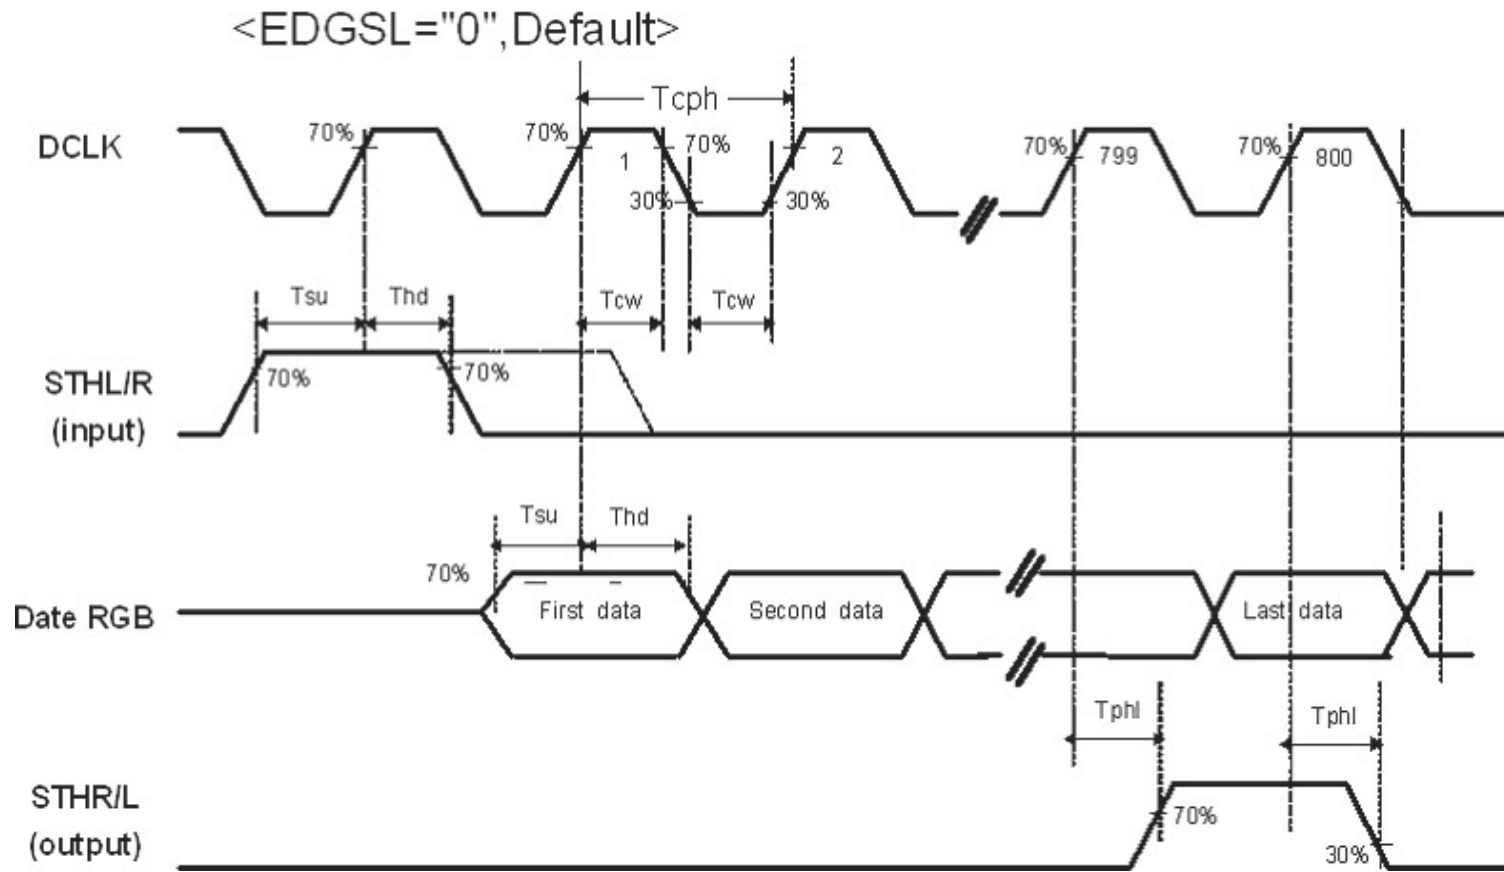 <EDGSL="0",Default>
Tcph
DCLK
70%
70%
1
70%
2
70%
799
70%
800
30%
30%
Tsu
Thd
Tcw
Tcw
STHL/R
(input)
70%
70%
Tsu
Thd
70%
Date RGB
First data
Second data
Last data
Tphl
Tphl
STHR/L
(output)
70%
30%